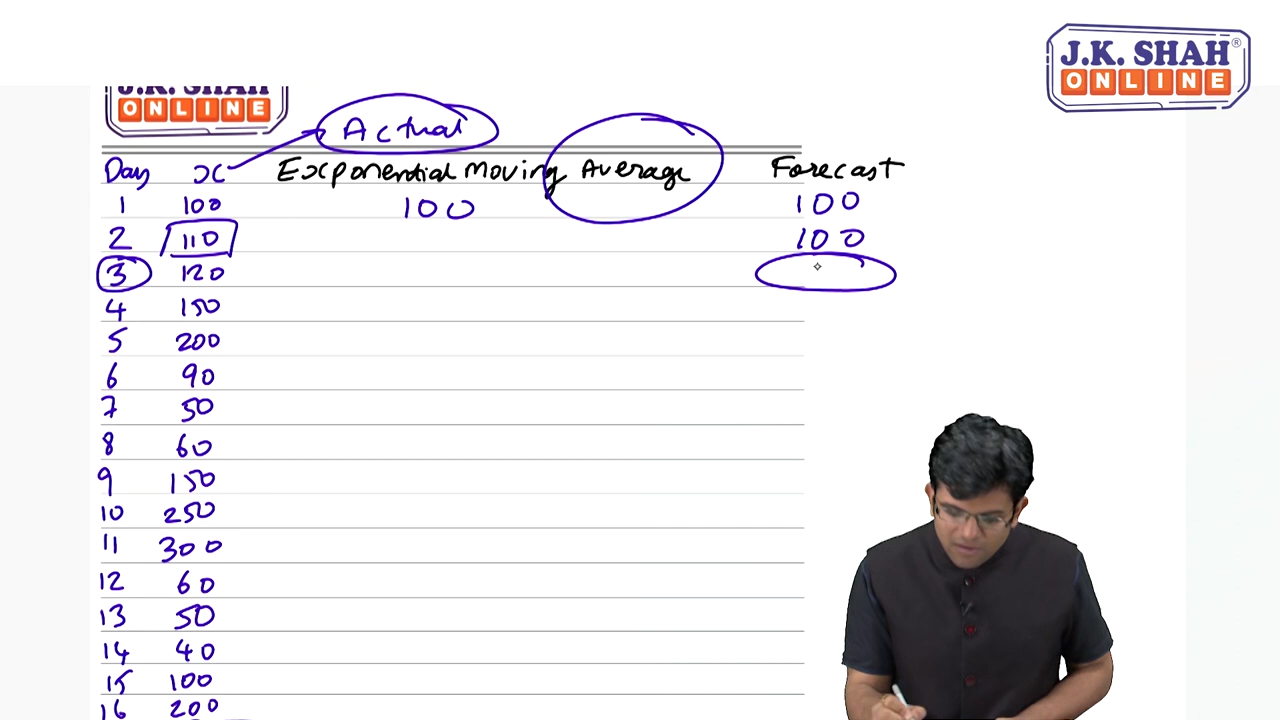 J.K. SHAH®
ONLINE
J.K. SHAH
ONLINE
Actual
Day x Exponential Moving Average Forecast
1 100 100 100
2 110 100
3 120
4 150
5 200
6 90
7 50
8 60
9 150
10 250
11 300
12 60
13 50
14 40
15 100
16 200